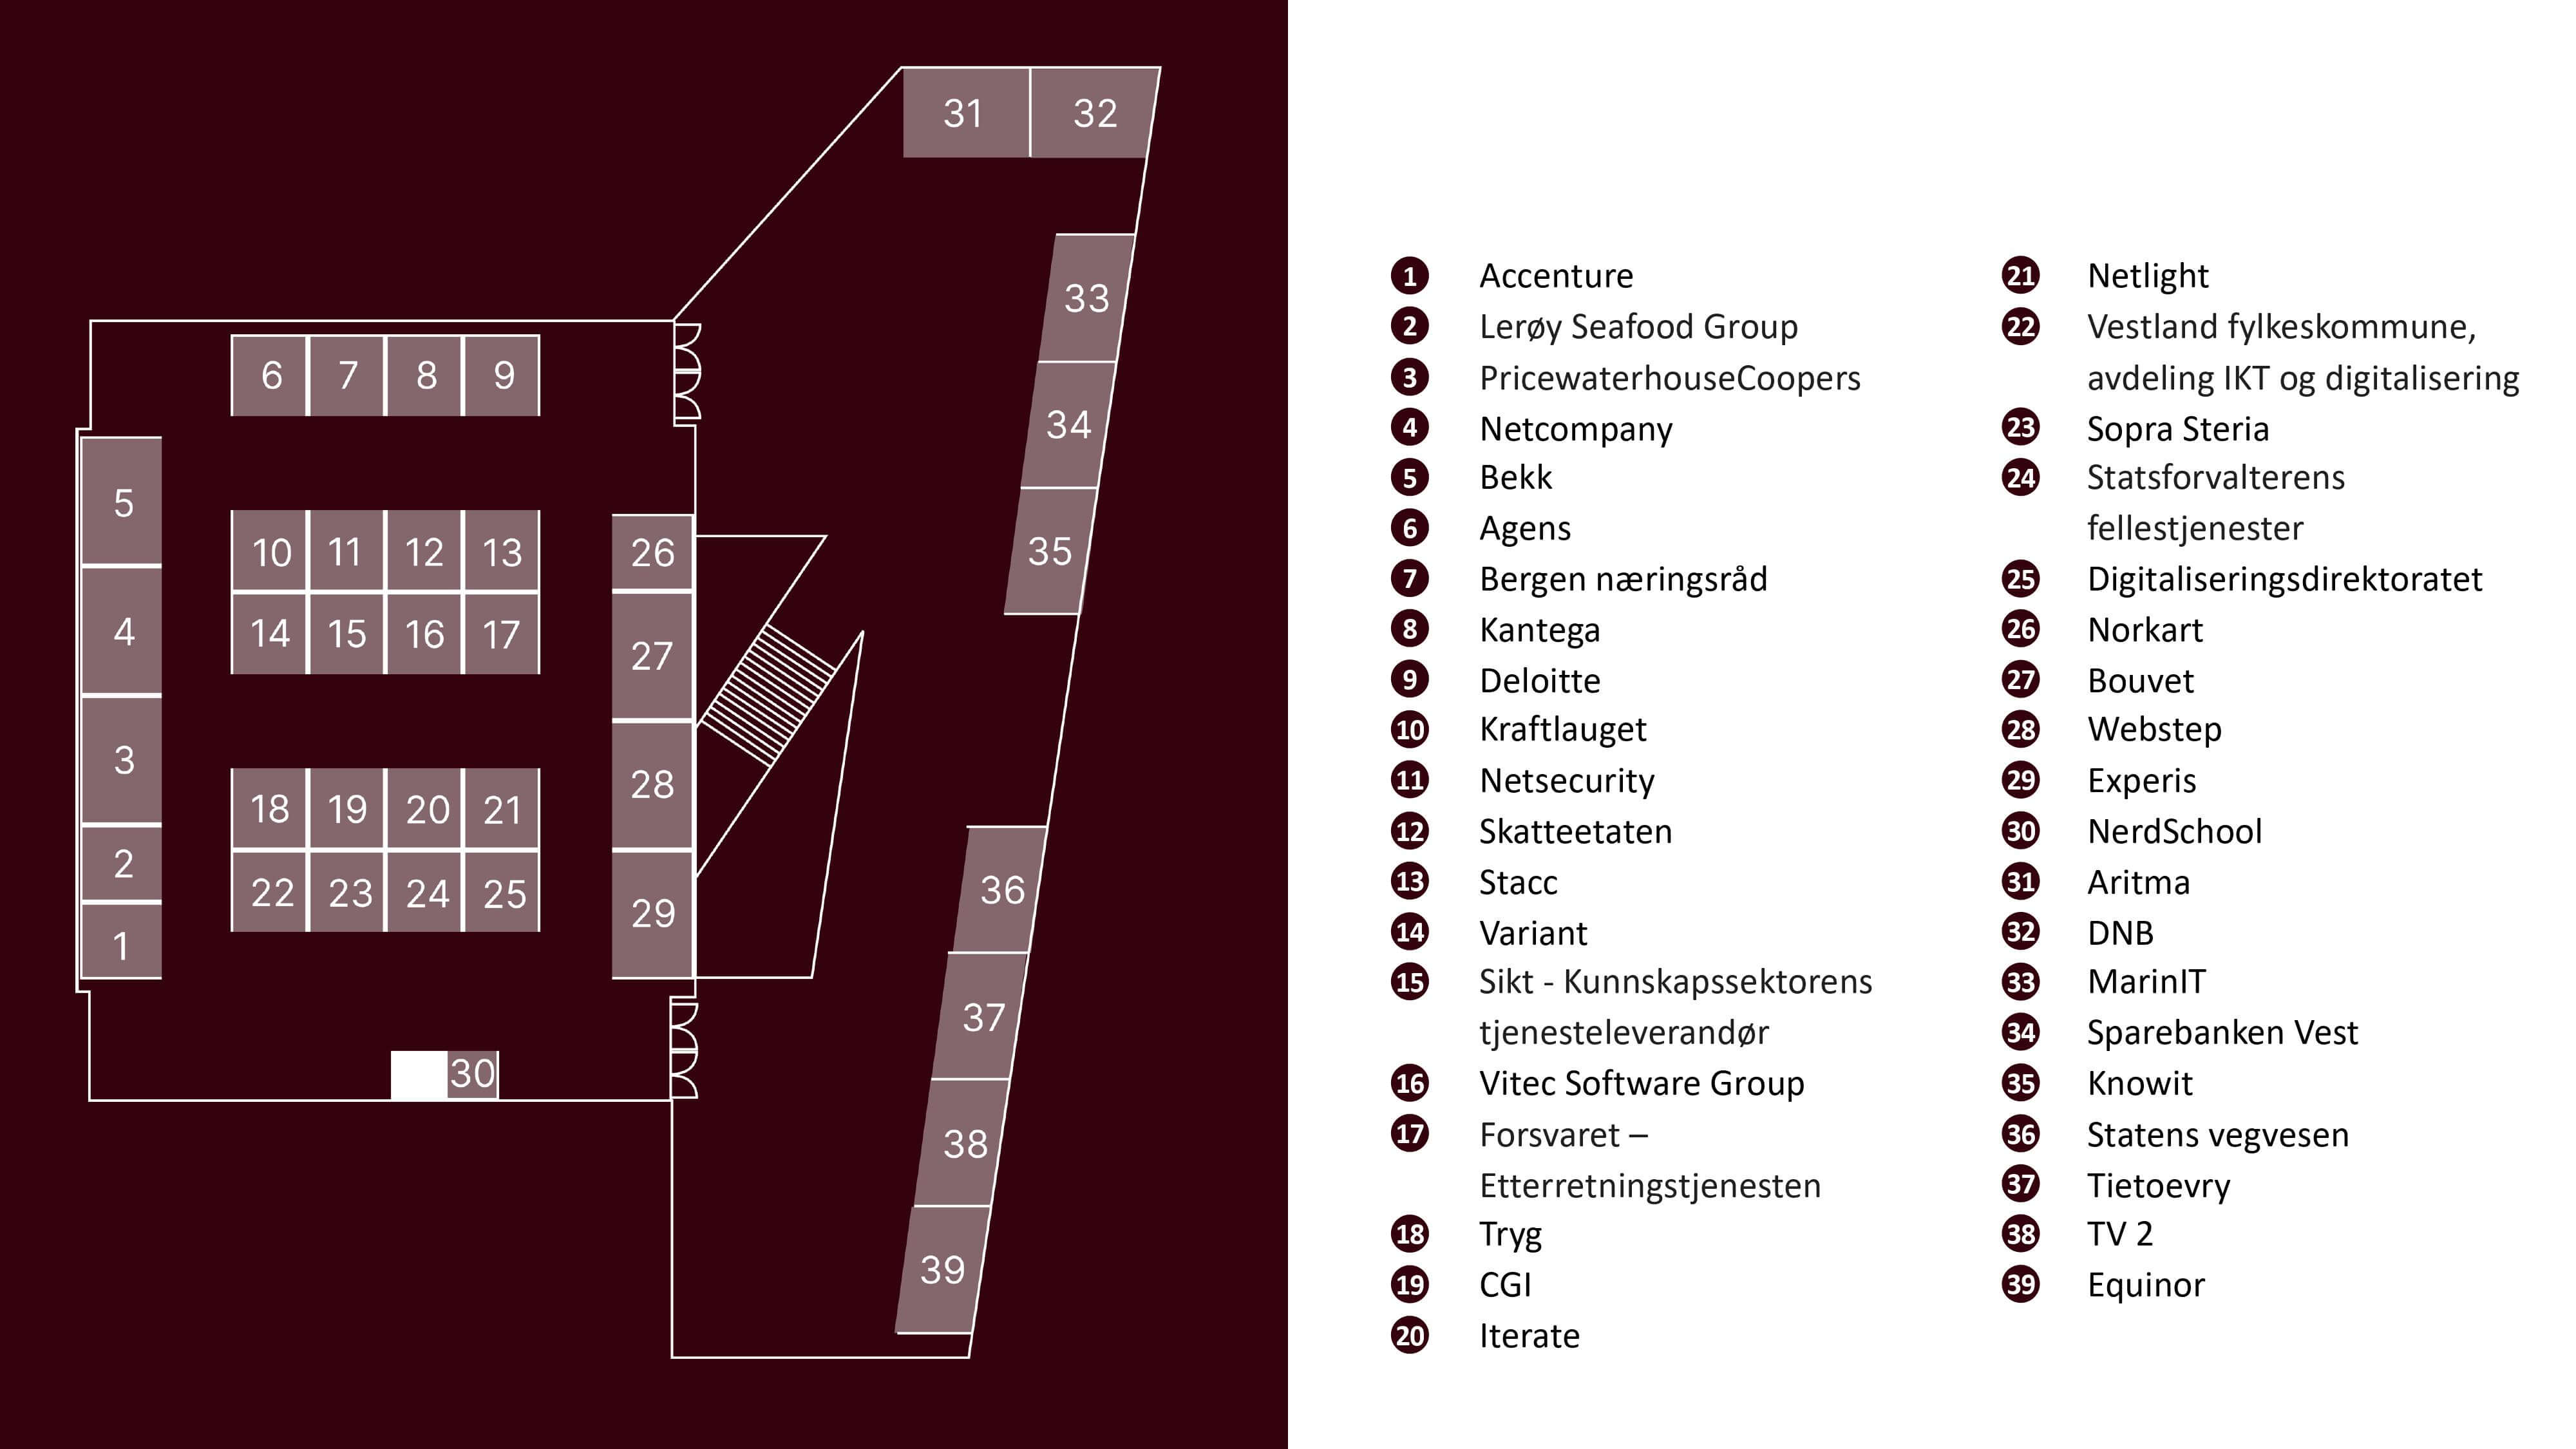 31 32
33
6 7 8 9
34
5
10 11 12 13
26
35
4
14 15 16 17
27
3
28
18 19 20 21
2
22 23 24 25
36
29
1
37
30
38
39
1 Accenture
2 Lerøy Seafood Group
3 PricewaterhouseCoopers
4 Netcompany
5 Bekk
6 Agens
7 Bergen næringsråd
8 Kantega
9 Deloitte
10 Kraftlauget
11 Netsecurity
12 Skatteetaten
13 Stacc
14 Variant
15 Sikt - Kunnskapssektorens
tjenesteleverandør
16 Vitec Software Group
17 Forsvaret –
Etterretningstjenesten
18 Tryg
19 CGI
20 Iterate
21 Netlight
22 Vestland fylkeskommune,
avdeling IKT og digitalisering
23 Sopra Steria
24 Statsforvalterens
fellestjenester
25 Digitaliseringsdirektoratet
26 Norkart
27 Bouvet
28 Webstep
29 Experis
30 NerdSchool
31 Aritma
32 DNB
33 MarinIT
34 Sparebanken Vest
35 Knowit
36 Statens vegvesen
37 Tietoevry
38 TV 2
39 Equinor